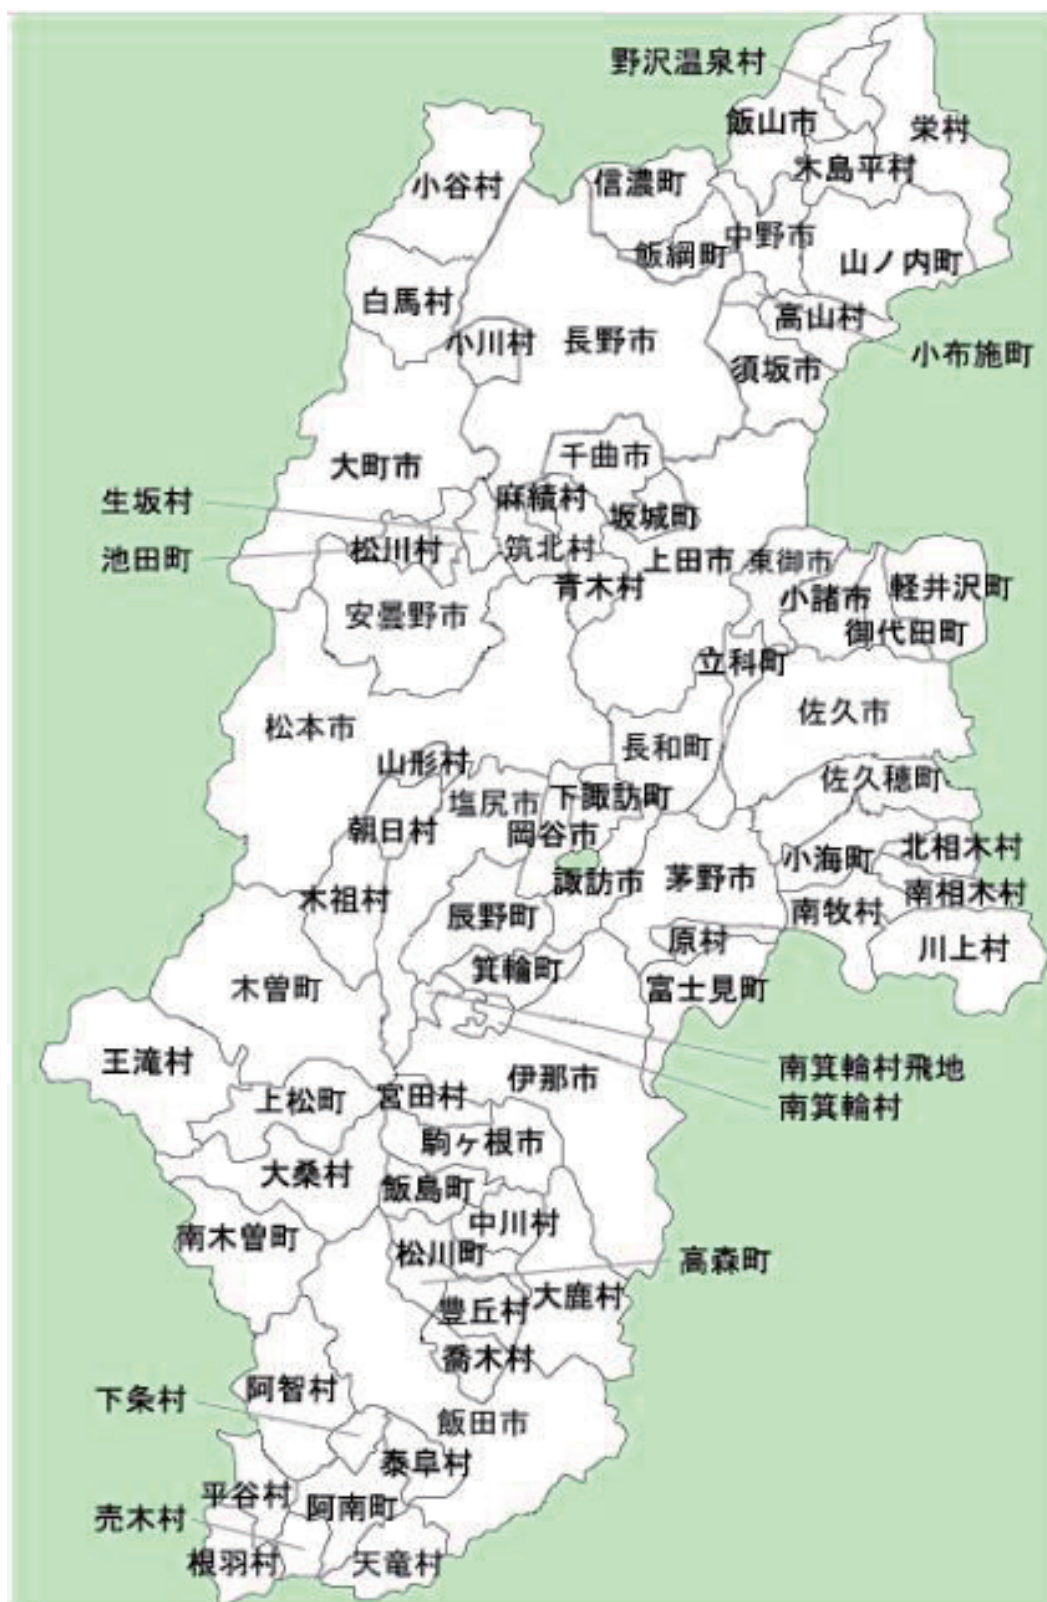 野沢温泉村
飯山市
栄村
木島平村
小谷村
信濃町
中野市
飯綱町
山ノ内町
白馬村
高山村
小川村
長野市
小布施町
須坂市
千曲市
大町市
麻績村
生坂村
坂城町
松川村
筑北村
池田町
上田市
東御市
青木村
小諸市
軽井沢町
安曇野市
御代田町
立科町
佐久市
松本市
長和町
山形村
佐久穂町
塩尻市
下諏訪町
朝日村
岡谷市
北相木村
小海町
諏訪市
茅野市
南相木村
木祖村
辰野町
南牧村
原村
川上村
箕輪町
木曽町
富士見町
王滝村
南箕輪村飛地
伊那市
上松町
宮田村
南箕輪村
駒ヶ根市
大桑村
飯島町
中川村
南木曽町
松川町
高森町
大鹿村
豊丘村
喬木村
阿智村
下条村
飯田市
泰阜村
平谷村
阿南町
売木村
根羽村
天竜村